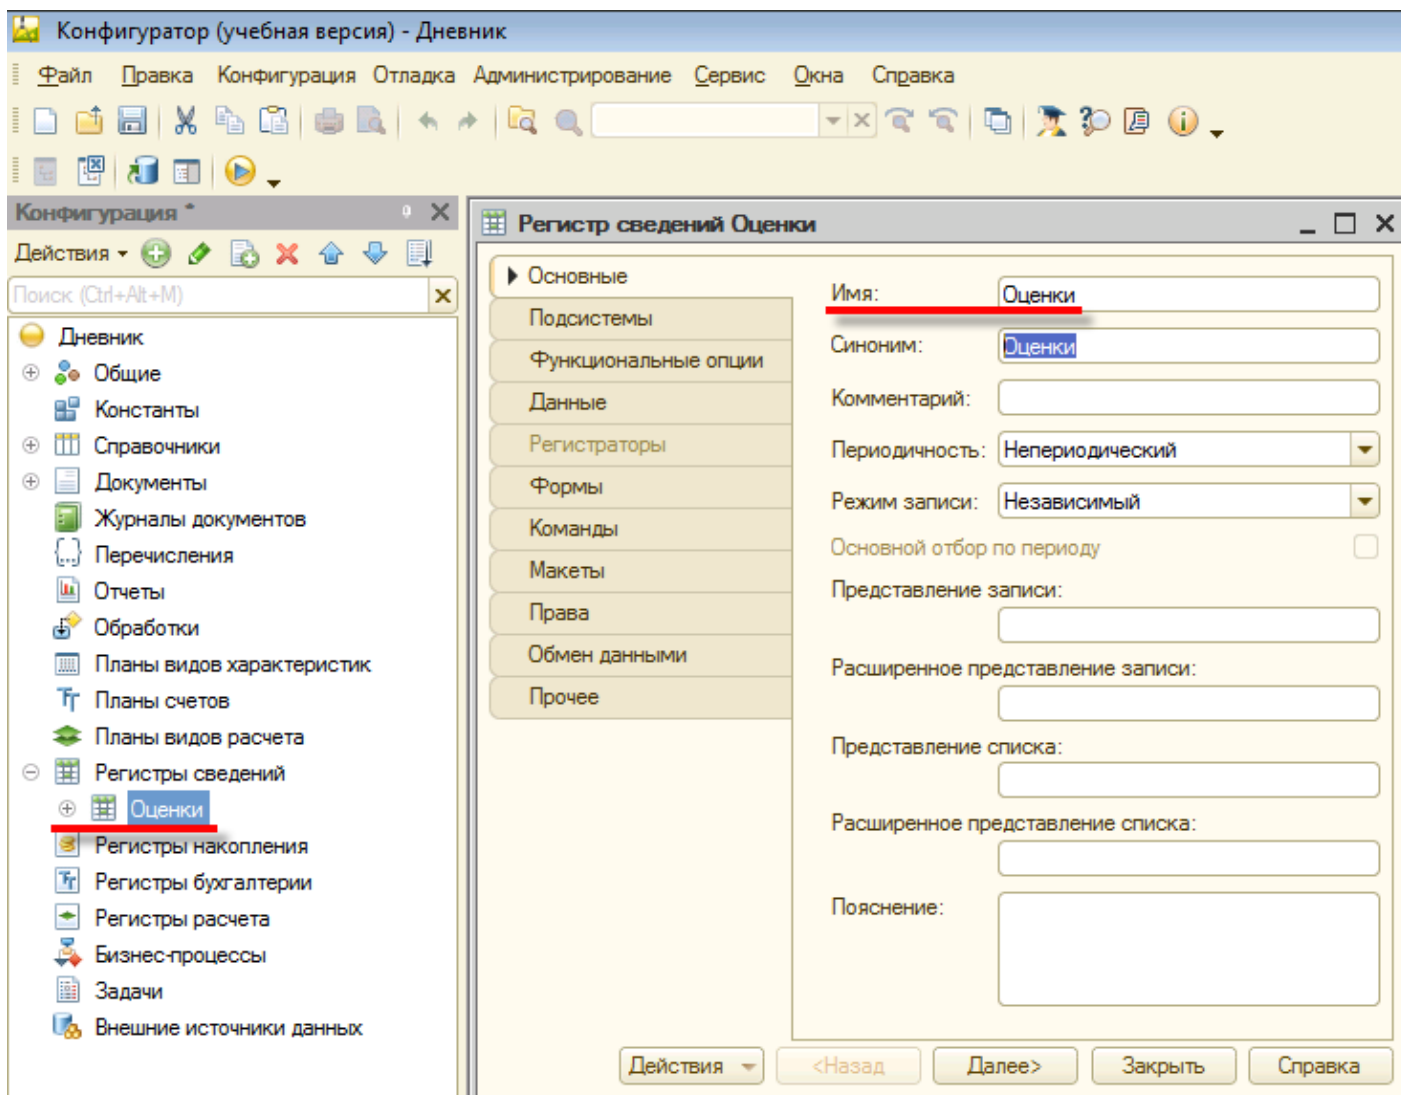 Конфигуратор (учебная версия) - Дневник
Файл Правка Конфигурация Отладка Администрирование Сервис Окна Справка
Конфигурация *
Действия
Поиск (Ctrl+Alt+M)
Дневник
Общие
Константы
Справочники
Документы
Журналы документов
Перечисления
Отчеты
Обработки
Планы видов характеристик
Планы счетов
Планы видов расчета
Регистры сведений
Оценки
Регистры накопления
Регистры бухгалтерии
Регистры расчета
Бизнес-процессы
Задачи
Внешние источники данных
Регистр сведений Оценки
Основные
Подсистемы
Функциональные опции
Данные
Регистраторы
Формы
Команды
Макеты
Права
Обмен данными
Прочее
Имя: Оценки
Синоним: Оценки
Комментарий:
Периодичность: Непериодический
Режим записи: Независимый
Основной отбор по периоду
Представление записи:
Расширенное представление записи:
Представление списка:
Расширенное представление списка:
Пояснение:
Действия <Назад Далее> Закрыть Справка